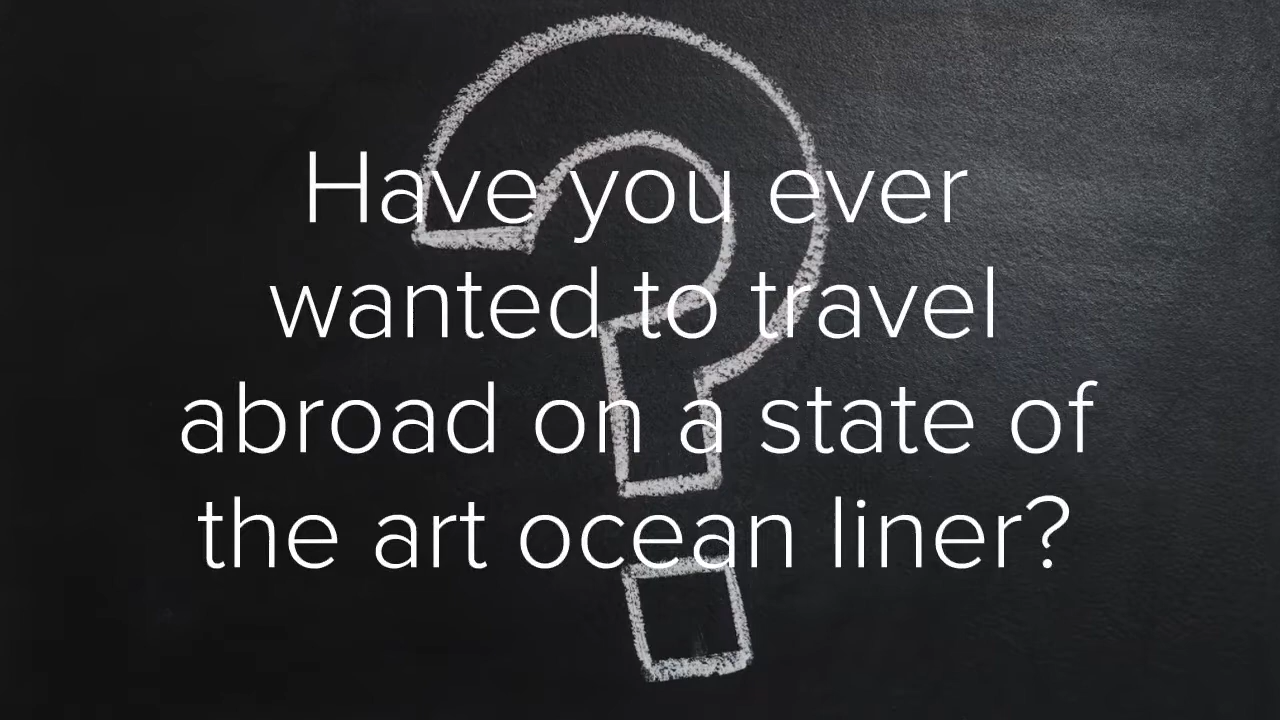 Have you ever
wanted to travel
abroad on a state of
the art ocean liner?